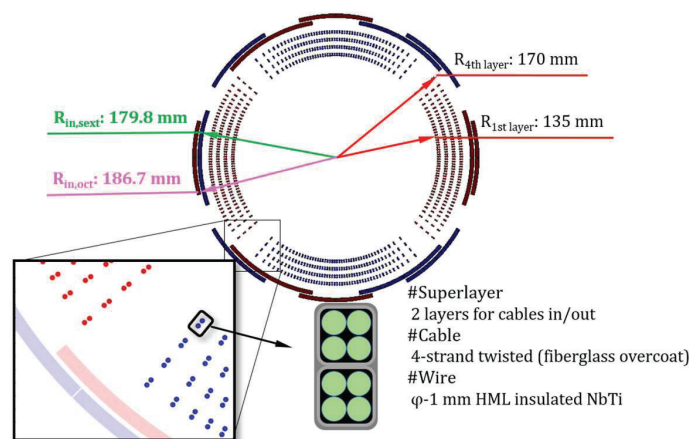 R4th layer: 170 mm
Rin,sext: 179.8 mm
R1st layer: 135 mm
Rin,oct: 186.7 mm
#Superlayer
2 layers for cables in/out
#Cable
4-strand twisted (fiberglass overcoat)
#Wire
φ-1 mm HML insulated NbTi